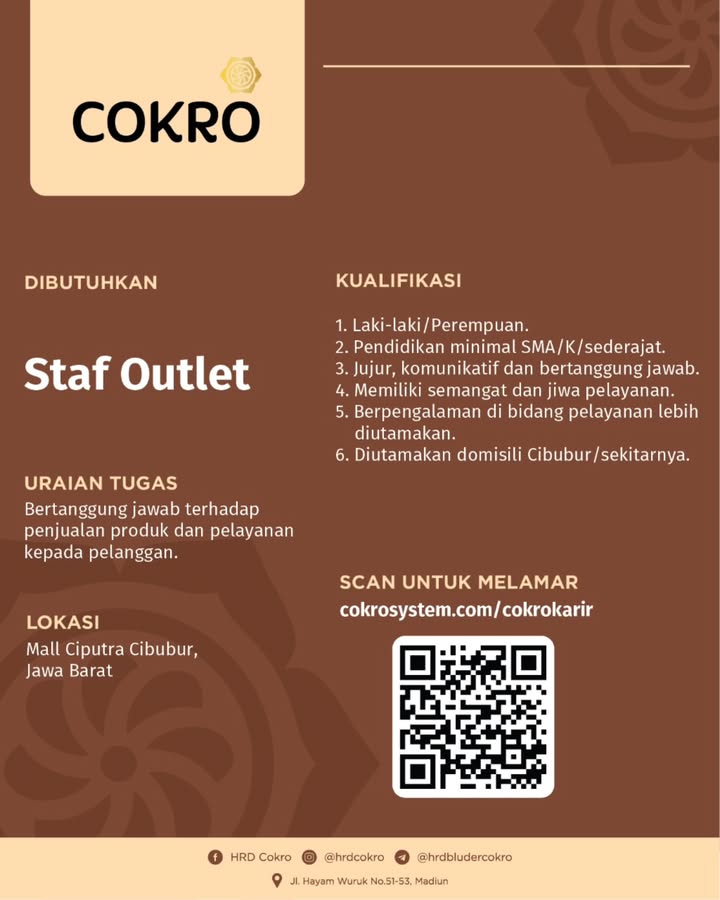 COKRO
DIBUTUHKAN
Staf Outlet
URAIAN TUGAS
Bertanggung jawab terhadap
penjualan produk dan pelayanan
kepada pelanggan.
LOKASI
Mall Ciputra Cibubur,
Jawa Barat
KUALIFIKASI
1. Laki-laki/Perempuan.
2. Pendidikan minimal SMA/K/sederajat.
3. Jujur, komunikatif dan bertanggung jawab.
4. Memiliki semangat dan jiwa pelayanan.
5. Berpengalaman di bidang pelayanan lebih
diutamakan.
6. Diutamakan domisili Cibubur/sekitarnya.
SCAN UNTUK MELAMAR
cokrosystem.com/cokrokarir
HRD Cokro @hrdcokro @hrdbludercokro
Jl. Hayam Wuruk No.51-53, Madiun